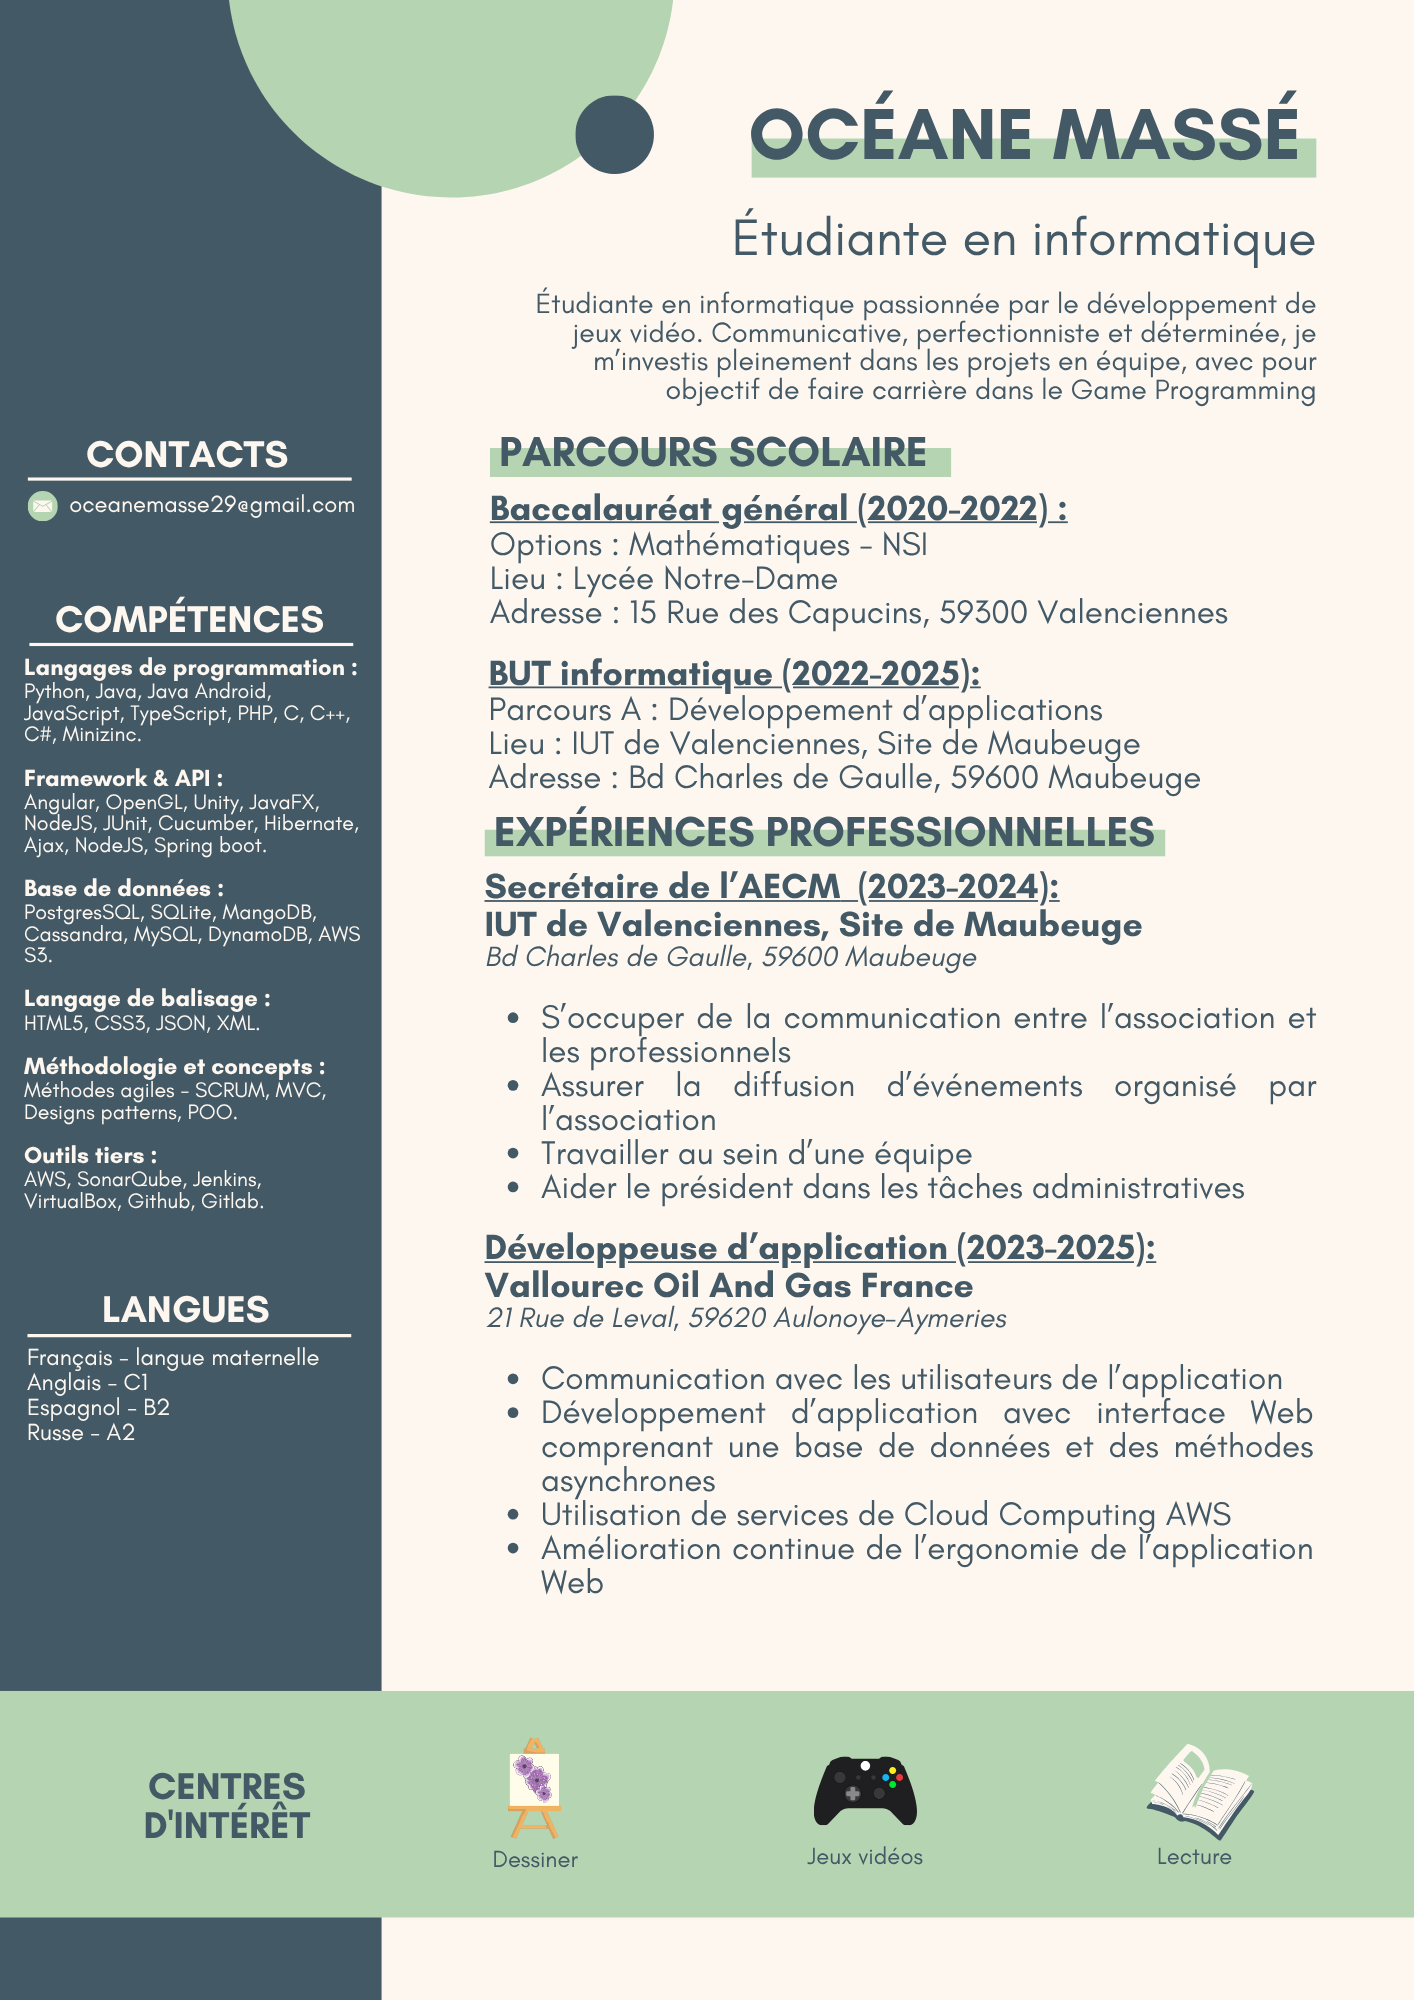 OCÉANE MASSÉ
Étudiante en informatique
Étudiante en informatique passionnée par le développement de
jeux vidéo. Communicative, perfectionniste et déterminée, je
m’investis pleinement dans les projets en équipe, avec pour
objectif de faire carrière dans le Game Programming
CONTACTS
oceanemasse29@gmail.com
COMPÉTENCES
Langages de programmation :
Python, Java, Java Android,
JavaScript, TypeScript, PHP, C, C++,
C#, Minizinc.
Framework & API :
Angular, OpenGL, Unity, JavaFX,
NodeJS, JUnit, Cucumber, Hibernate,
Ajax, NodeJS, Spring boot.
Base de données :
PostgresSQL, SQLite, MangoDB,
Cassandra, MySQL, DynamoDB, AWS
S3.
Langage de balisage :
HTML5, CSS3, JSON, XML.
Méthodologie et concepts :
Méthodes agiles - SCRUM, MVC,
Designs patterns, POO.
Outils tiers :
AWS, SonarQube, Jenkins,
VirtualBox, Github, Gitlab.
LANGUES
Français - langue maternelle
Anglais - C1
Espagnol - B2
Russe - A2
PARCOURS SCOLAIRE
Baccalauréat général (2020-2022) :
Options : Mathématiques - NSI
Lieu : Lycée Notre-Dame
Adresse : 15 Rue des Capucins, 59300 Valenciennes
BUT informatique (2022-2025):
Parcours A : Développement d’applications
Lieu : IUT de Valenciennes, Site de Maubeuge
Adresse : Bd Charles de Gaulle, 59600 Maubeuge
EXPÉRIENCES PROFESSIONNELLES
Secrétaire de l’AECM (2023-2024):
IUT de Valenciennes, Site de Maubeuge
Bd Charles de Gaulle, 59600 Maubeuge
• S’occuper de la communication entre l’association et
les professionnels
• Assurer la diffusion d’événements organisé par
l’association
• Travailler au sein d’une équipe
• Aider le président dans les tâches administratives
Développeuse d’application (2023-2025):
Vallourec Oil And Gas France
21 Rue de Leval, 59620 Aulonoye-Aymeries
• Communication avec les utilisateurs de l’application
• Développement d’application avec interface Web
comprenant une base de données et des méthodes
asynchrones
• Utilisation de services de Cloud Computing AWS
• Amélioration continue de l’ergonomie de l’application
Web
CENTRES
D'INTÉRÊT
Dessiner
Jeux vidéos
Lecture